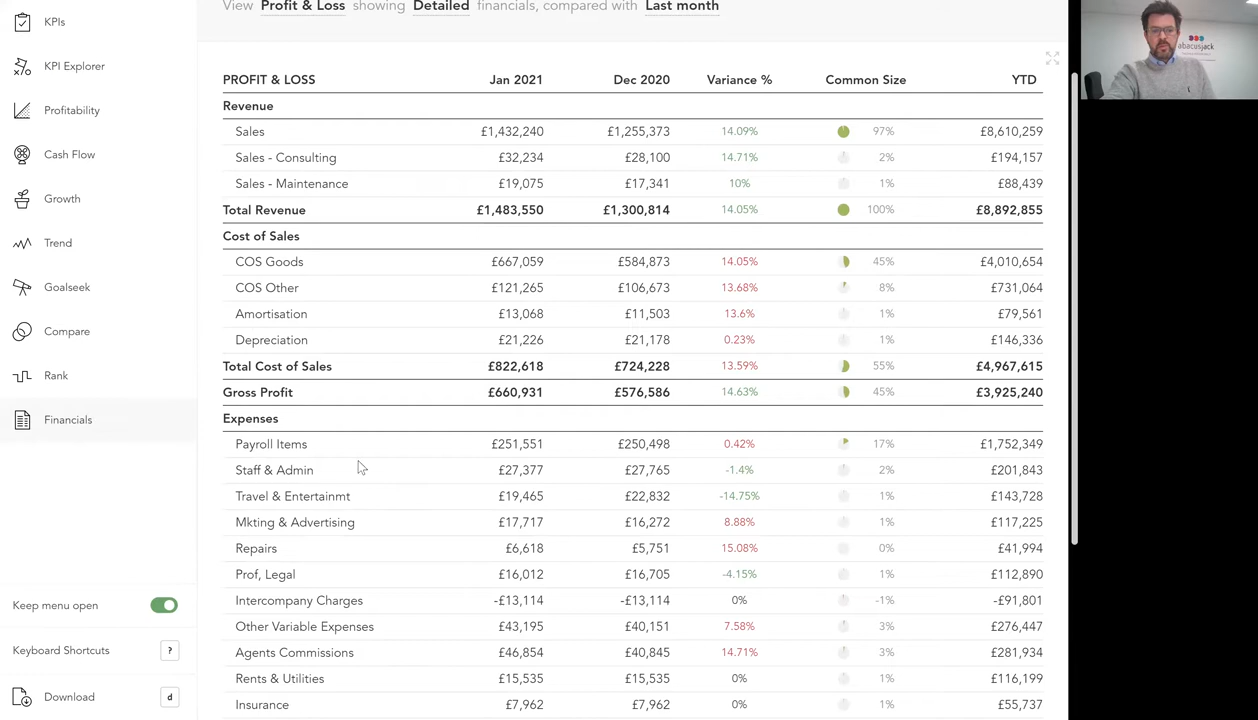 View Profit & Loss showing Detailed financials, compared with Last month
KPIs
KPI Explorer
Profitability
Cash Flow
Growth
Trend
Goalseek
Compare
Rank
Financials
Keep menu open
Keyboard Shortcuts ?
Download d
PROFIT & LOSS Jan 2021 Dec 2020 Variance % Common Size YTD
Revenue
Sales £1,432,240 £1,255,373 14.09% 97% £8,610,259
Sales - Consulting £32,234 £28,100 14.71% 2% £194,157
Sales - Maintenance £19,075 £17,341 10% 1% £88,439
Total Revenue £1,483,550 £1,300,814 14.05% 100% £8,892,855
Cost of Sales
COS Goods £667,059 £584,873 14.05% 45% £4,010,654
COS Other £121,265 £106,673 13.68% 8% £731,064
Amortisation £13,068 £11,503 13.6% 1% £79,561
Depreciation £21,226 £21,178 0.23% 1% £146,336
Total Cost of Sales £822,618 £724,228 13.59% 55% £4,967,615
Gross Profit £660,931 £576,586 14.63% 45% £3,925,240
Expenses
Payroll Items £251,551 £250,498 0.42% 17% £1,752,349
Staff & Admin £27,377 £27,765 -1.4% 2% £201,843
Travel & Entertainmt £19,465 £22,832 -14.75% 1% £143,728
Mkting & Advertising £17,717 £16,272 8.88% 1% £117,225
Repairs £6,618 £5,751 15.08% 0% £41,994
Prof, Legal £16,012 £16,705 -4.15% 1% £112,890
Intercompany Charges -£13,114 -£13,114 0% -1% -£91,801
Other Variable Expenses £43,195 £40,151 7.58% 3% £276,447
Agents Commissions £46,854 £40,845 14.71% 3% £281,934
Rents & Utilities £15,535 £15,535 0% 1% £116,199
Insurance £7,962 £7,962 0% 1% £55,737
abacusjack